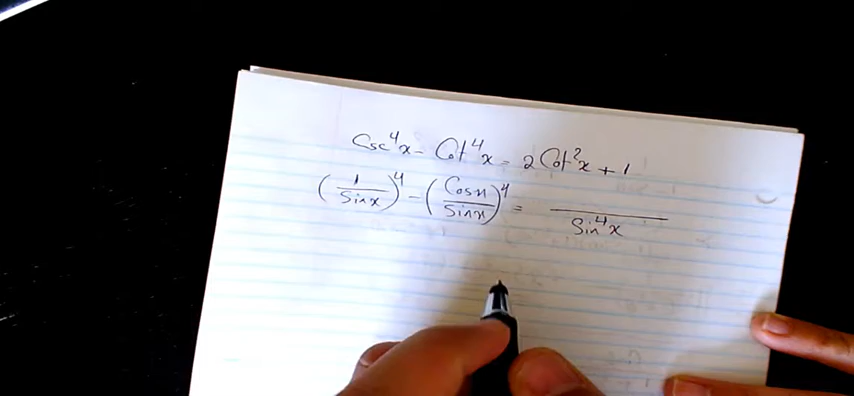 Csc⁴x - Cot⁴x = 2Cot²x + 1
(1/Sinx)⁴ - (Cosx/Sinx)⁴ = /Sin⁴x